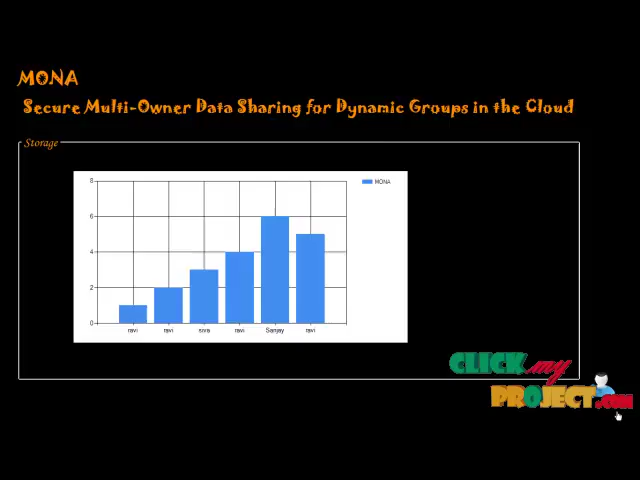 MONA
Secure Multi-Owner Data Sharing for Dynamic Groups in the Cloud
Storage
8
MONA
6
4
2
0
ravi ravi siva ravi Sanjay ravi
CLICK my
PROJECT.COM